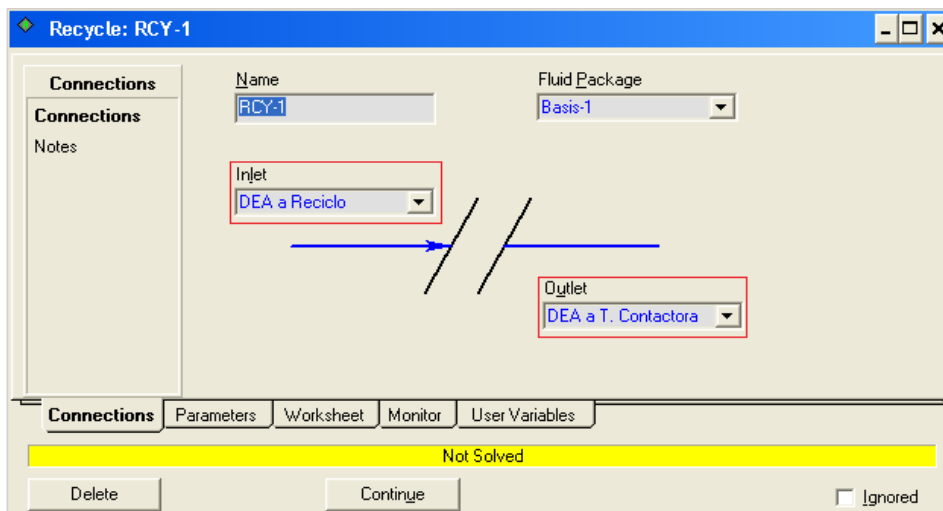 Recycle: RCY-1
Connections
Connections
Notes
Name
RCY-1
Fluid Package
Basis-1
Inlet
DEA a Reciclo
Outlet
DEA a T. Contactora
Connections Parameters Worksheet Monitor User Variables
Not Solved
Delete Continue Ignored